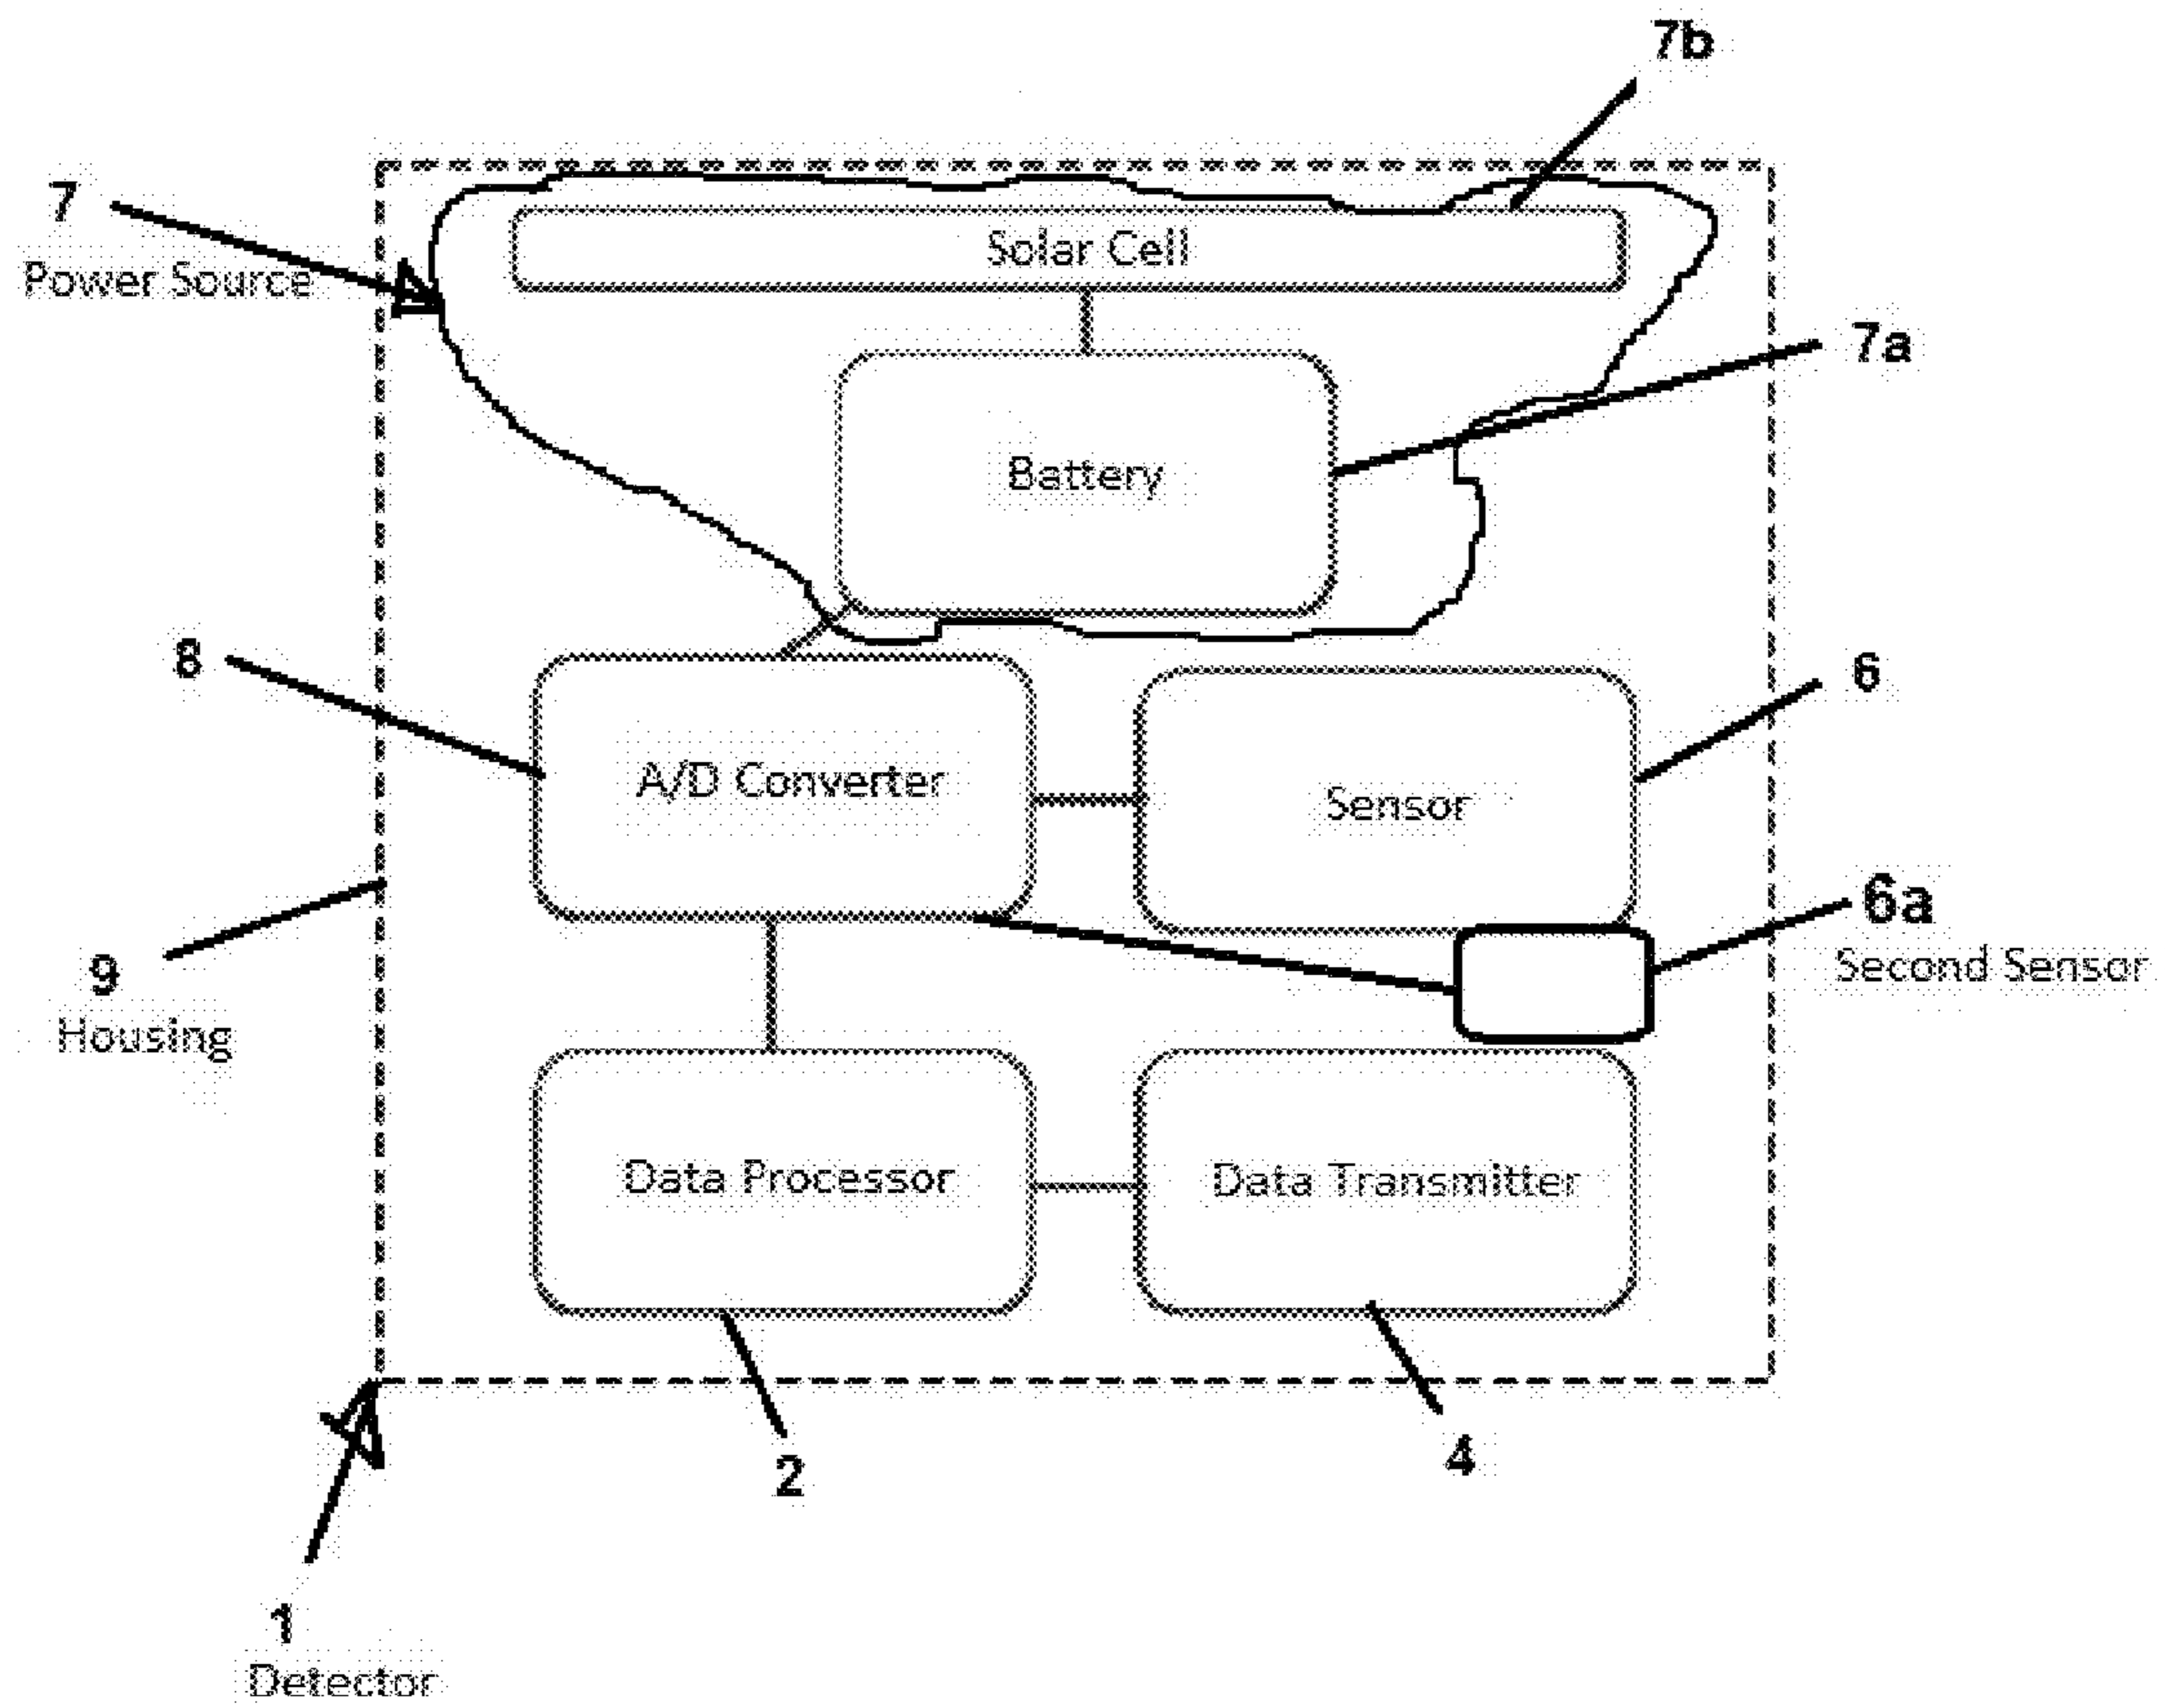 7b
7
Power Source
Solar Cell
7a
Battery
8
6
A/D Converter
Sensor
6a
Second Sensor
9
Housing
Data Processor
Data Transmitter
2
4
1
Detector